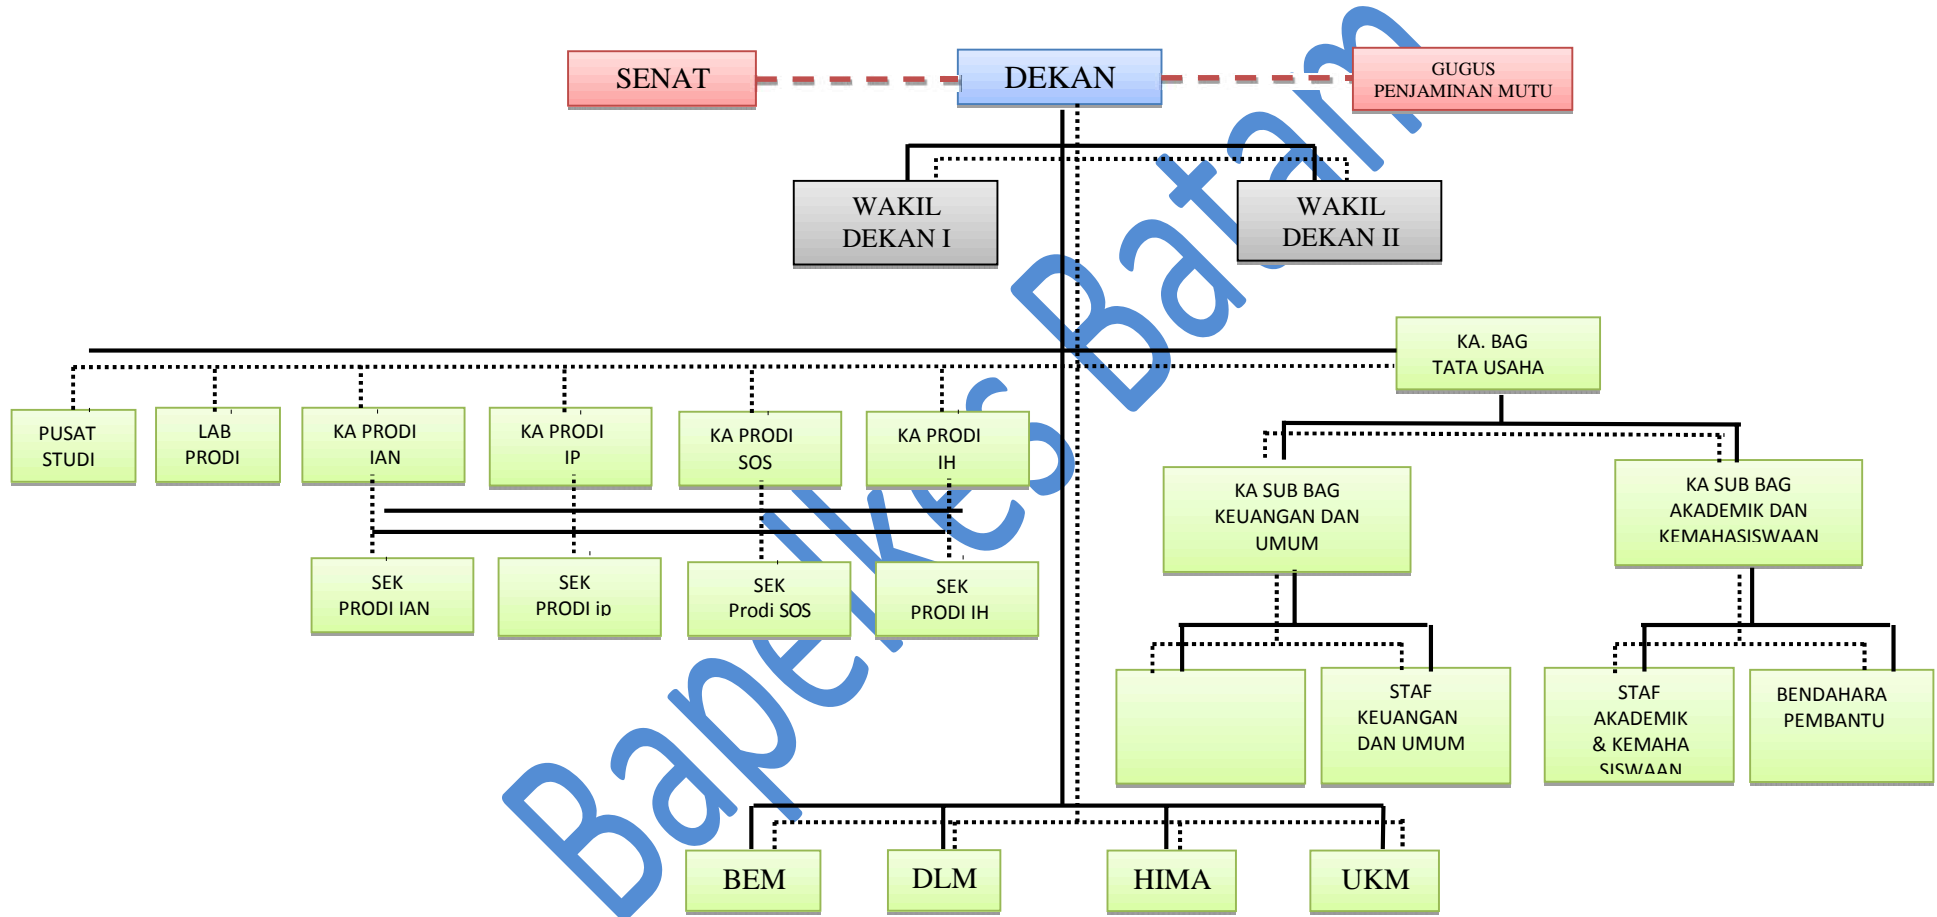 SENAT
DEKAN
GUGUS
PENJAMINAN MUTU
WAKIL
DEKAN I
WAKIL
DEKAN II
KA. BAG
TATA USAHA
PUSAT
STUDI
LAB
PRODI
KA PRODI
IAN
KA PRODI
IP
KA PRODI
SOS
KA PRODI
IH
KA SUB BAG
KEUANGAN DAN
UMUM
KA SUB BAG
AKADEMIK DAN
KEMAHASISWAAN
SEK
PRODI IAN
SEK
PRODI ip
SEK
Prodi SOS
SEK
PRODI IH
STAF
KEUANGAN
DAN UMUM
STAF
AKADEMIK
& KEMAHA
SISWAAN
BENDAHARA
PEMBANTU
BEM
DLM
HIMA
UKM
Bapelkes Batam